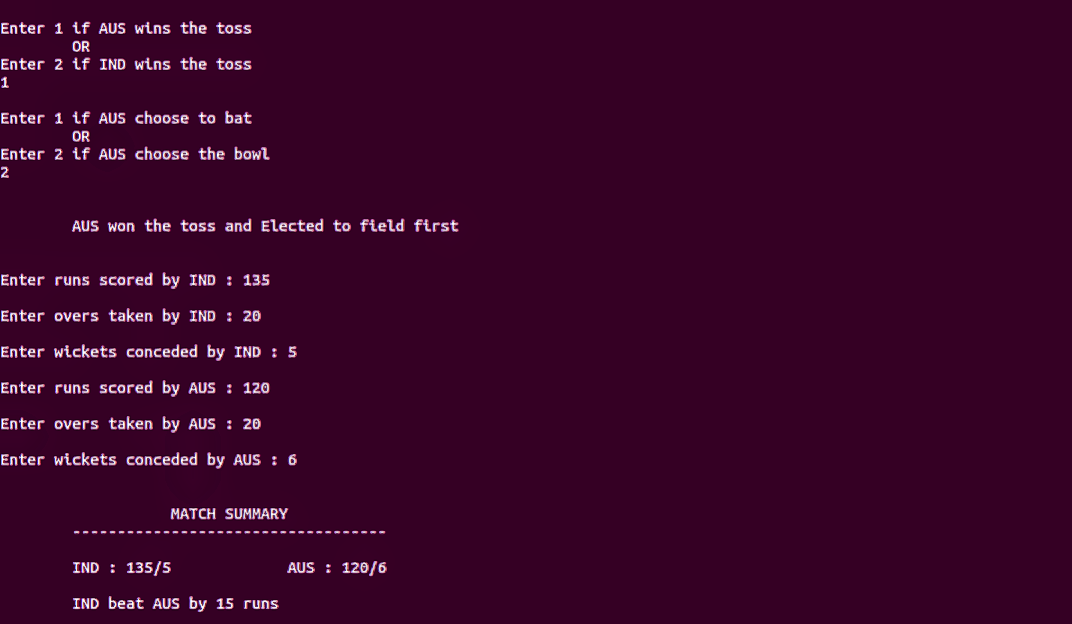 Enter 1 if AUS wins the toss
OR
Enter 2 if IND wins the toss
1
Enter 1 if AUS choose to bat
OR
Enter 2 if AUS choose the bowl
2
AUS won the toss and Elected to field first
Enter runs scored by IND : 135
Enter overs taken by IND : 20
Enter wickets conceded by IND : 5
Enter runs scored by AUS : 120
Enter overs taken by AUS : 20
Enter wickets conceded by AUS : 6
MATCH SUMMARY
-----------------------------------
IND : 135/5 AUS : 120/6
IND beat AUS by 15 runs